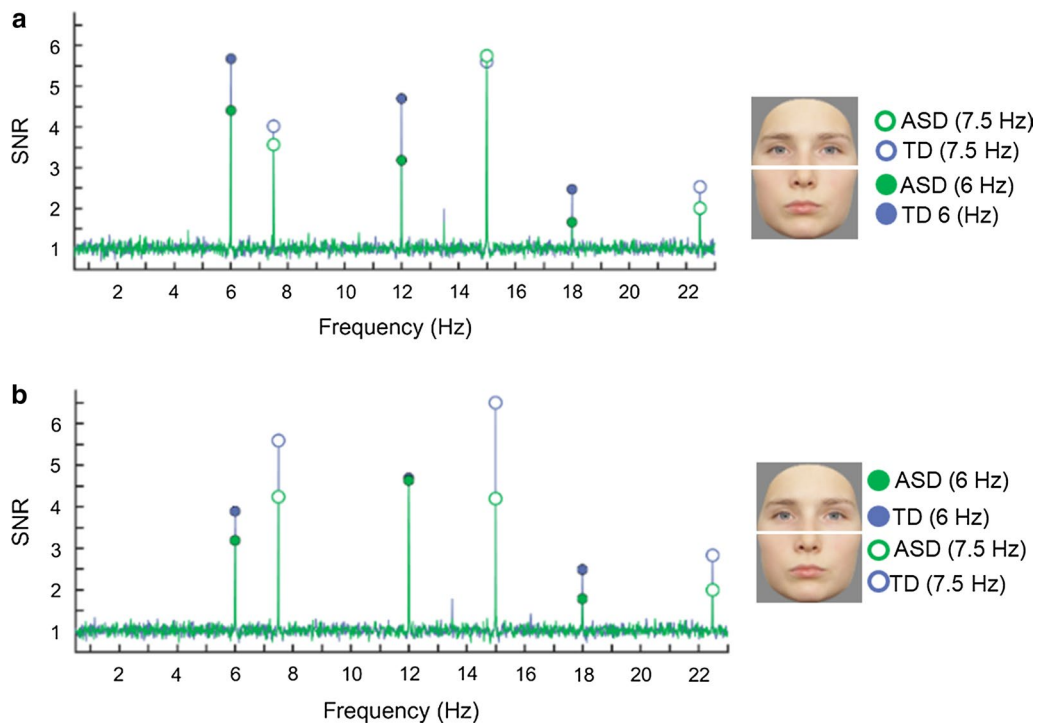 a
6
5
4
3
2
1
SNR
2 4 6 8 10 12 14 16 18 20 22
Frequency (Hz)
ASD (7.5 Hz)
TD (7.5 Hz)
ASD (6 Hz)
TD 6 (Hz)
b
6
5
4
3
2
1
SNR
2 4 6 8 10 12 14 16 18 20 22
Frequency (Hz)
ASD (6 Hz)
TD (6 Hz)
ASD (7.5 Hz)
TD (7.5 Hz)